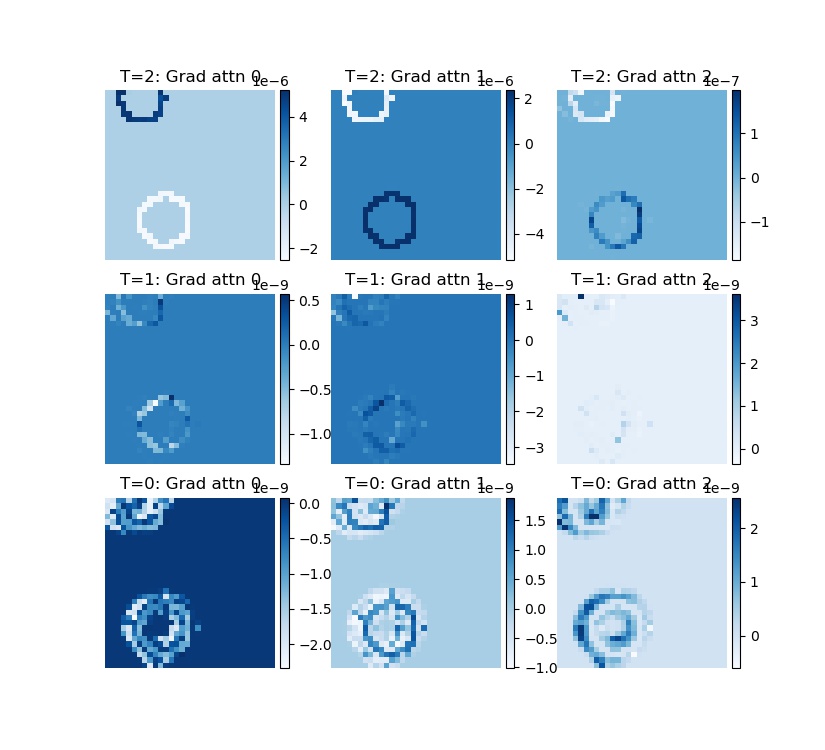 T=2: Grad attn 0
1e−6
T=2: Grad attn 1
1e−6
T=2: Grad attn 2
1e−7
4
2
0
−2
2
0
−2
−4
1
0
−1
T=1: Grad attn 0
1e−9
T=1: Grad attn 1
1e−9
T=1: Grad attn 2
1e−9
0.5
0.0
−0.5
−1.0
1
0
−1
−2
−3
3
2
1
0
T=0: Grad attn 0
1e−9
T=0: Grad attn 1
1e−9
T=0: Grad attn 2
1e−9
0.0
−0.5
−1.0
−1.5
−2.0
1.5
1.0
0.5
0.0
−0.5
−1.0
2
1
0